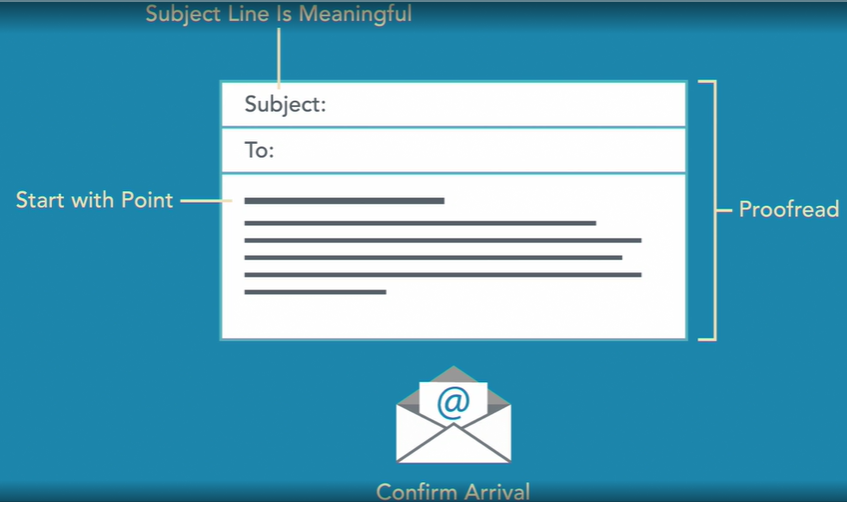 Subject Line Is Meaningful
Subject:
To:
Start with Point
Proofread
@
Confirm Arrival